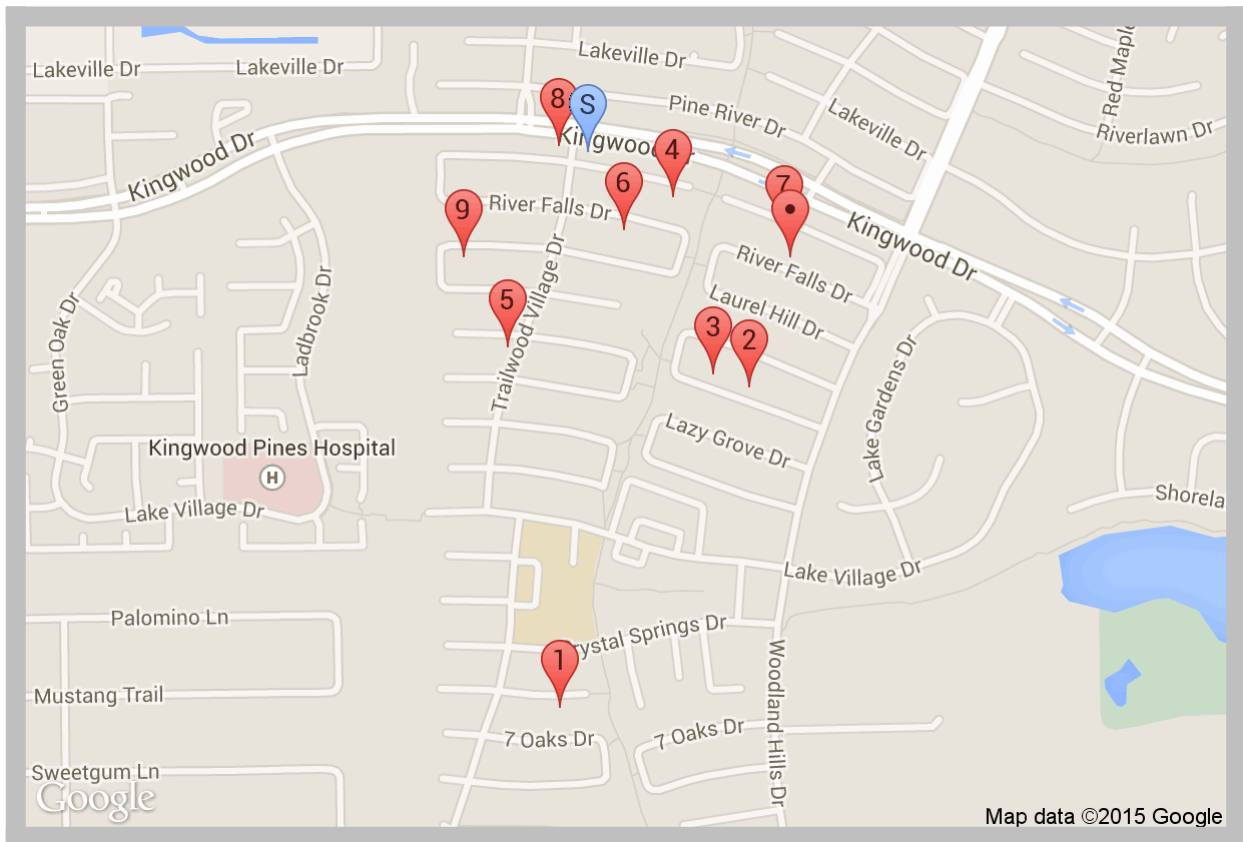 Lakeville Dr
Red Maple
Lakeville Dr
Lakeville Dr
8
S
Pine River Dr
Lakeville Dr
Riverlawn Dr
Kingwood Dr
Kingwood Dr
4
6
7
9
River Falls Dr
Kingwood Dr
River Falls Dr
5
Trailwood Village Dr
Ladbrook Dr
Green Oak Dr
Laurel Hill Dr
3
2
Lake Gardens Dr
Lazy Grove Dr
Kingwood Pines Hospital
H
Shorela
Lake Village Dr
Lake Village Dr
Palomino Ln
rystal Springs Dr
1
Woodland Hills Dr
Mustang Trail
7 Oaks Dr
7 Oaks Dr
Sweetgum Ln
Google
Map data ©2015 Google